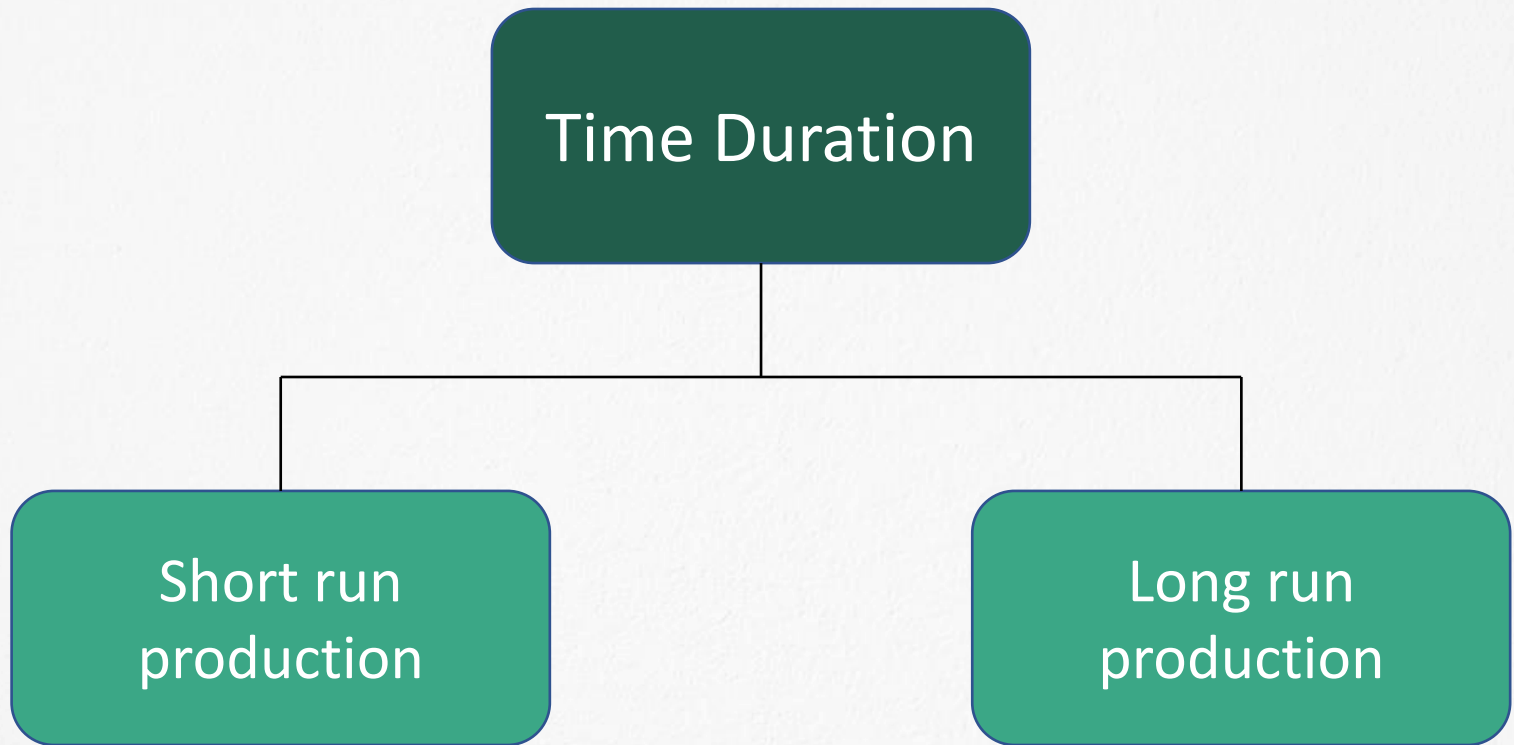 Time Duration
Short run
production
Long run
production